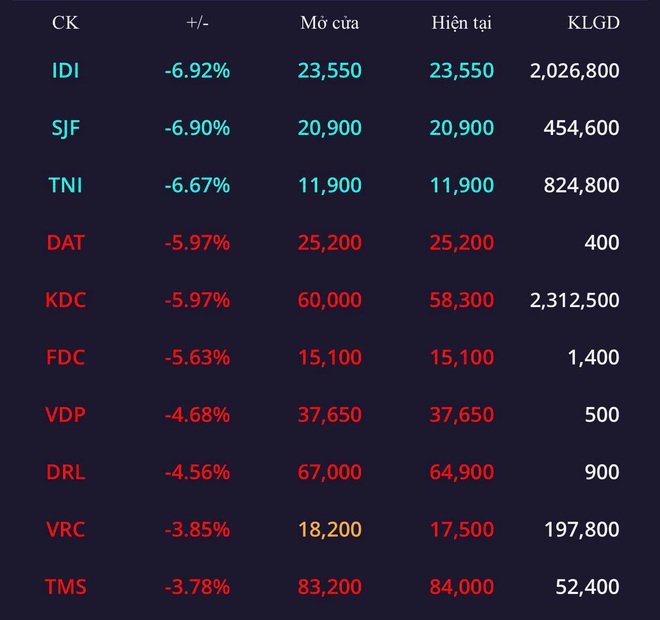 CK +/- Mở cửa Hiện tại KLGD
IDI -6.92% 23,550 23,550 2,026,800
SJF -6.90% 20,900 20,900 454,600
TNI -6.67% 11,900 11,900 824,800
DAT -5.97% 25,200 25,200 400
KDC -5.97% 60,000 58,300 2,312,500
FDC -5.63% 15,100 15,100 1,400
VDP -4.68% 37,650 37,650 500
DRL -4.56% 67,000 64,900 900
VRC -3.85% 18,200 17,500 197,800
TMS -3.78% 83,200 84,000 52,400